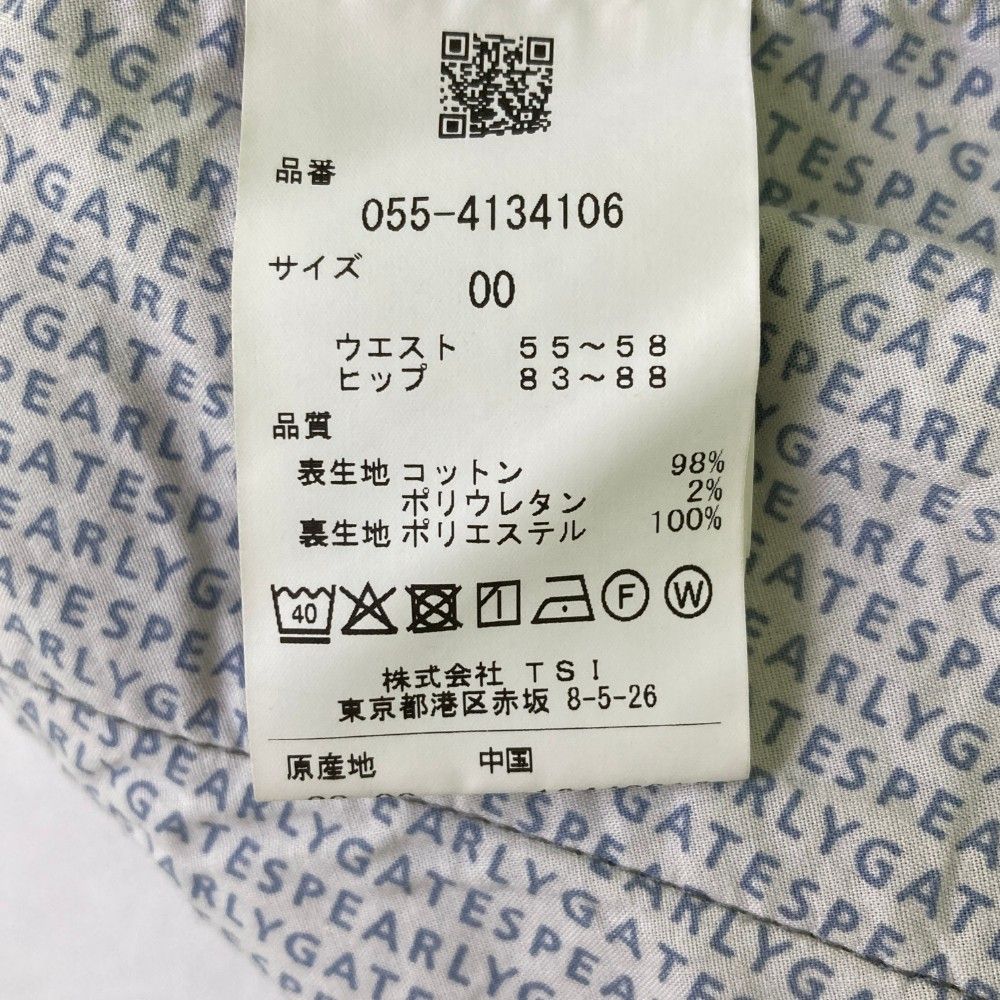 品番
055-4134106
サイズ
00
ウエスト 55～58
ヒップ 83～88
品質
表生地 コットン 98%
ポリウレタン 2%
裏生地 ポリエステル 100%
40 F W
株式会社 TSI
東京都港区赤坂 8-5-26
原産地 中国
PEARLYGATES